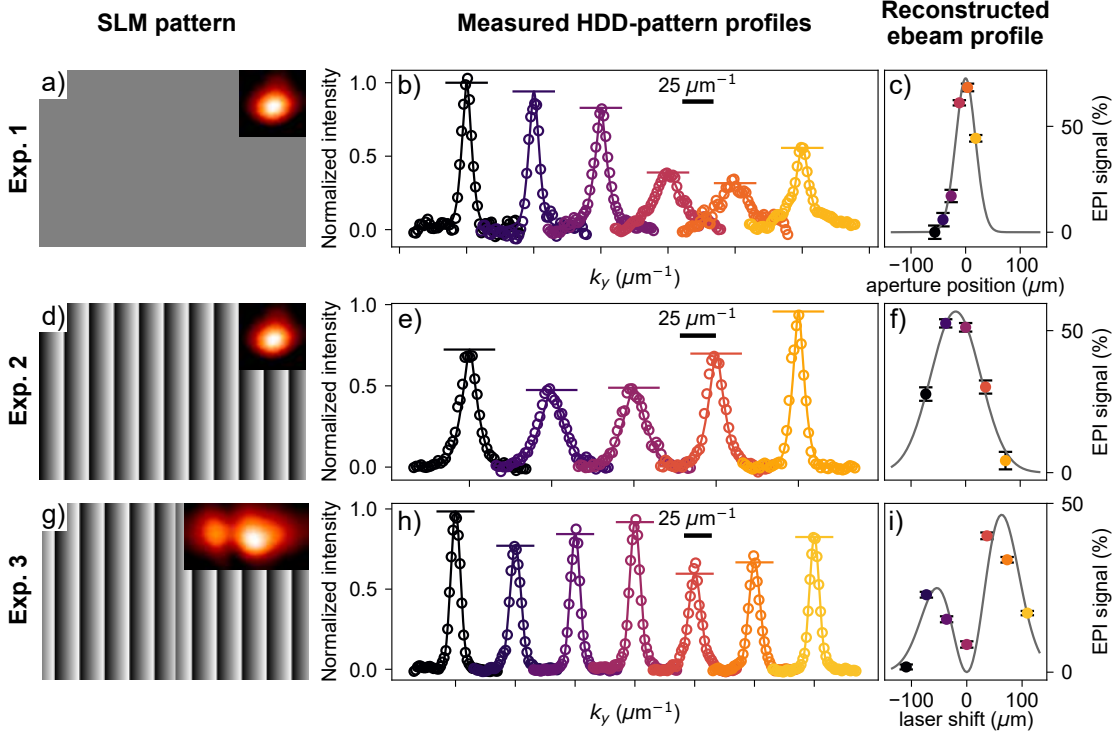 SLM pattern
Measured HDD-pattern profiles
Reconstructed
ebeam profile
Exp. 1
a)
Normalized intensity
1.0
0.5
0.0
b)
25 μm⁻¹
k_y (μm⁻¹)
c)
50
0
EPI signal (%)
−100 0 100
aperture position (μm)
Exp. 2
d)
Normalized intensity
1.0
0.5
0.0
e)
25 μm⁻¹
f)
50
0
EPI signal (%)
Exp. 3
g)
Normalized intensity
1.0
0.5
0.0
h)
25 μm⁻¹
k_y (μm⁻¹)
i)
50
0
EPI signal (%)
−100 0 100
laser shift (μm)